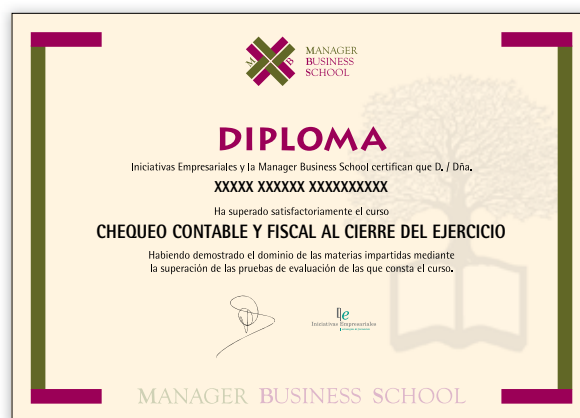 M B
MANAGER
BUSINESS
SCHOOL
DIPLOMA
Iniciativas Empresariales y la Manager Business School certifican que D. / Dña.
XXXXX XXXXXX XXXXXXXXXX
Ha superado satisfactoriamente el curso
CHEQUEO CONTABLE Y FISCAL AL CIERRE DEL EJERCICIO
Habiendo demostrado el dominio de las materias impartidas mediante
la superación de las pruebas de evaluación de las que consta el curso.
Iniciativas Empresariales
MANAGER BUSINESS SCHOOL